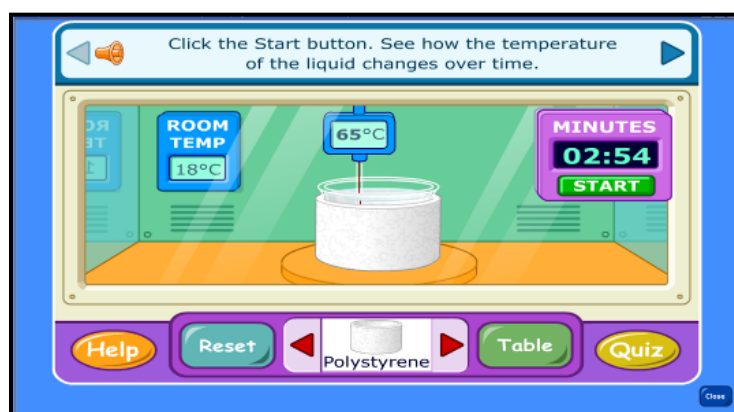 Click the Start button. See how the temperature
of the liquid changes over time.
ROOM
TEMP
18°C
65°C
MINUTES
02:54
START
Help
Reset
Polystyrene
Table
Quiz
Close